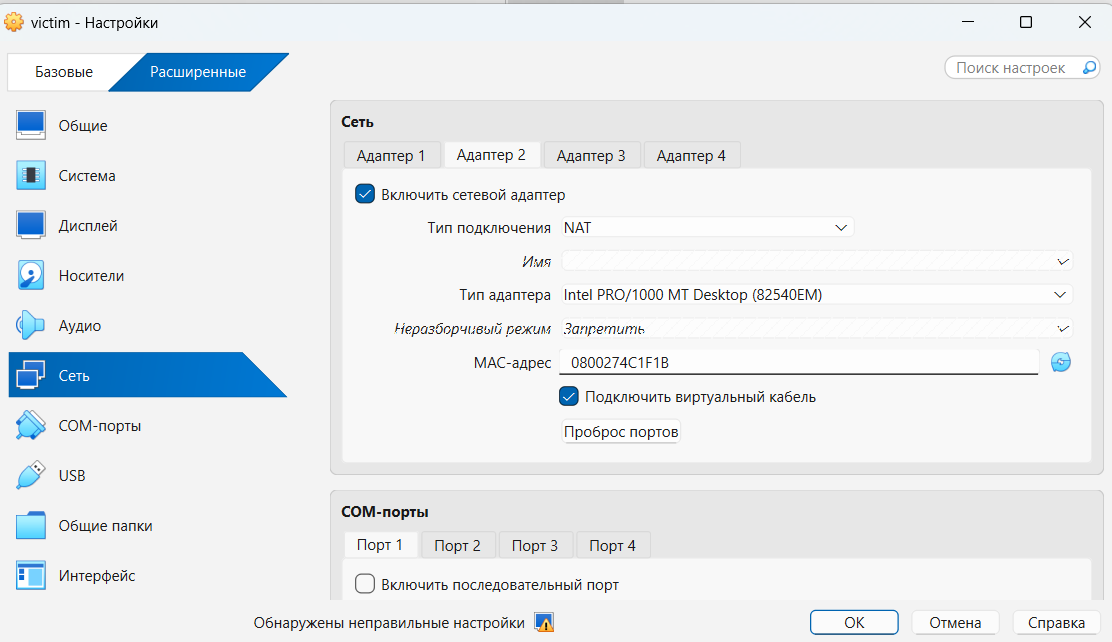 victim - Настройки
Базовые
Расширенные
Поиск настроек
Общие
Система
Дисплей
Носители
Аудио
Сеть
COM-порты
USB
Общие папки
Интерфейс
Сеть
Адаптер 1 Адаптер 2 Адаптер 3 Адаптер 4
Включить сетевой адаптер
Тип подключения NAT
Имя
Тип адаптера Intel PRO/1000 MT Desktop (82540EM)
Неразборчивый режим Запретить
MAC-адрес 0800274C1F1B
Подключить виртуальный кабель
Проброс портов
COM-порты
Порт 1 Порт 2 Порт 3 Порт 4
Включить последовательный порт
Обнаружены неправильные настройки
OK Отмена Справка